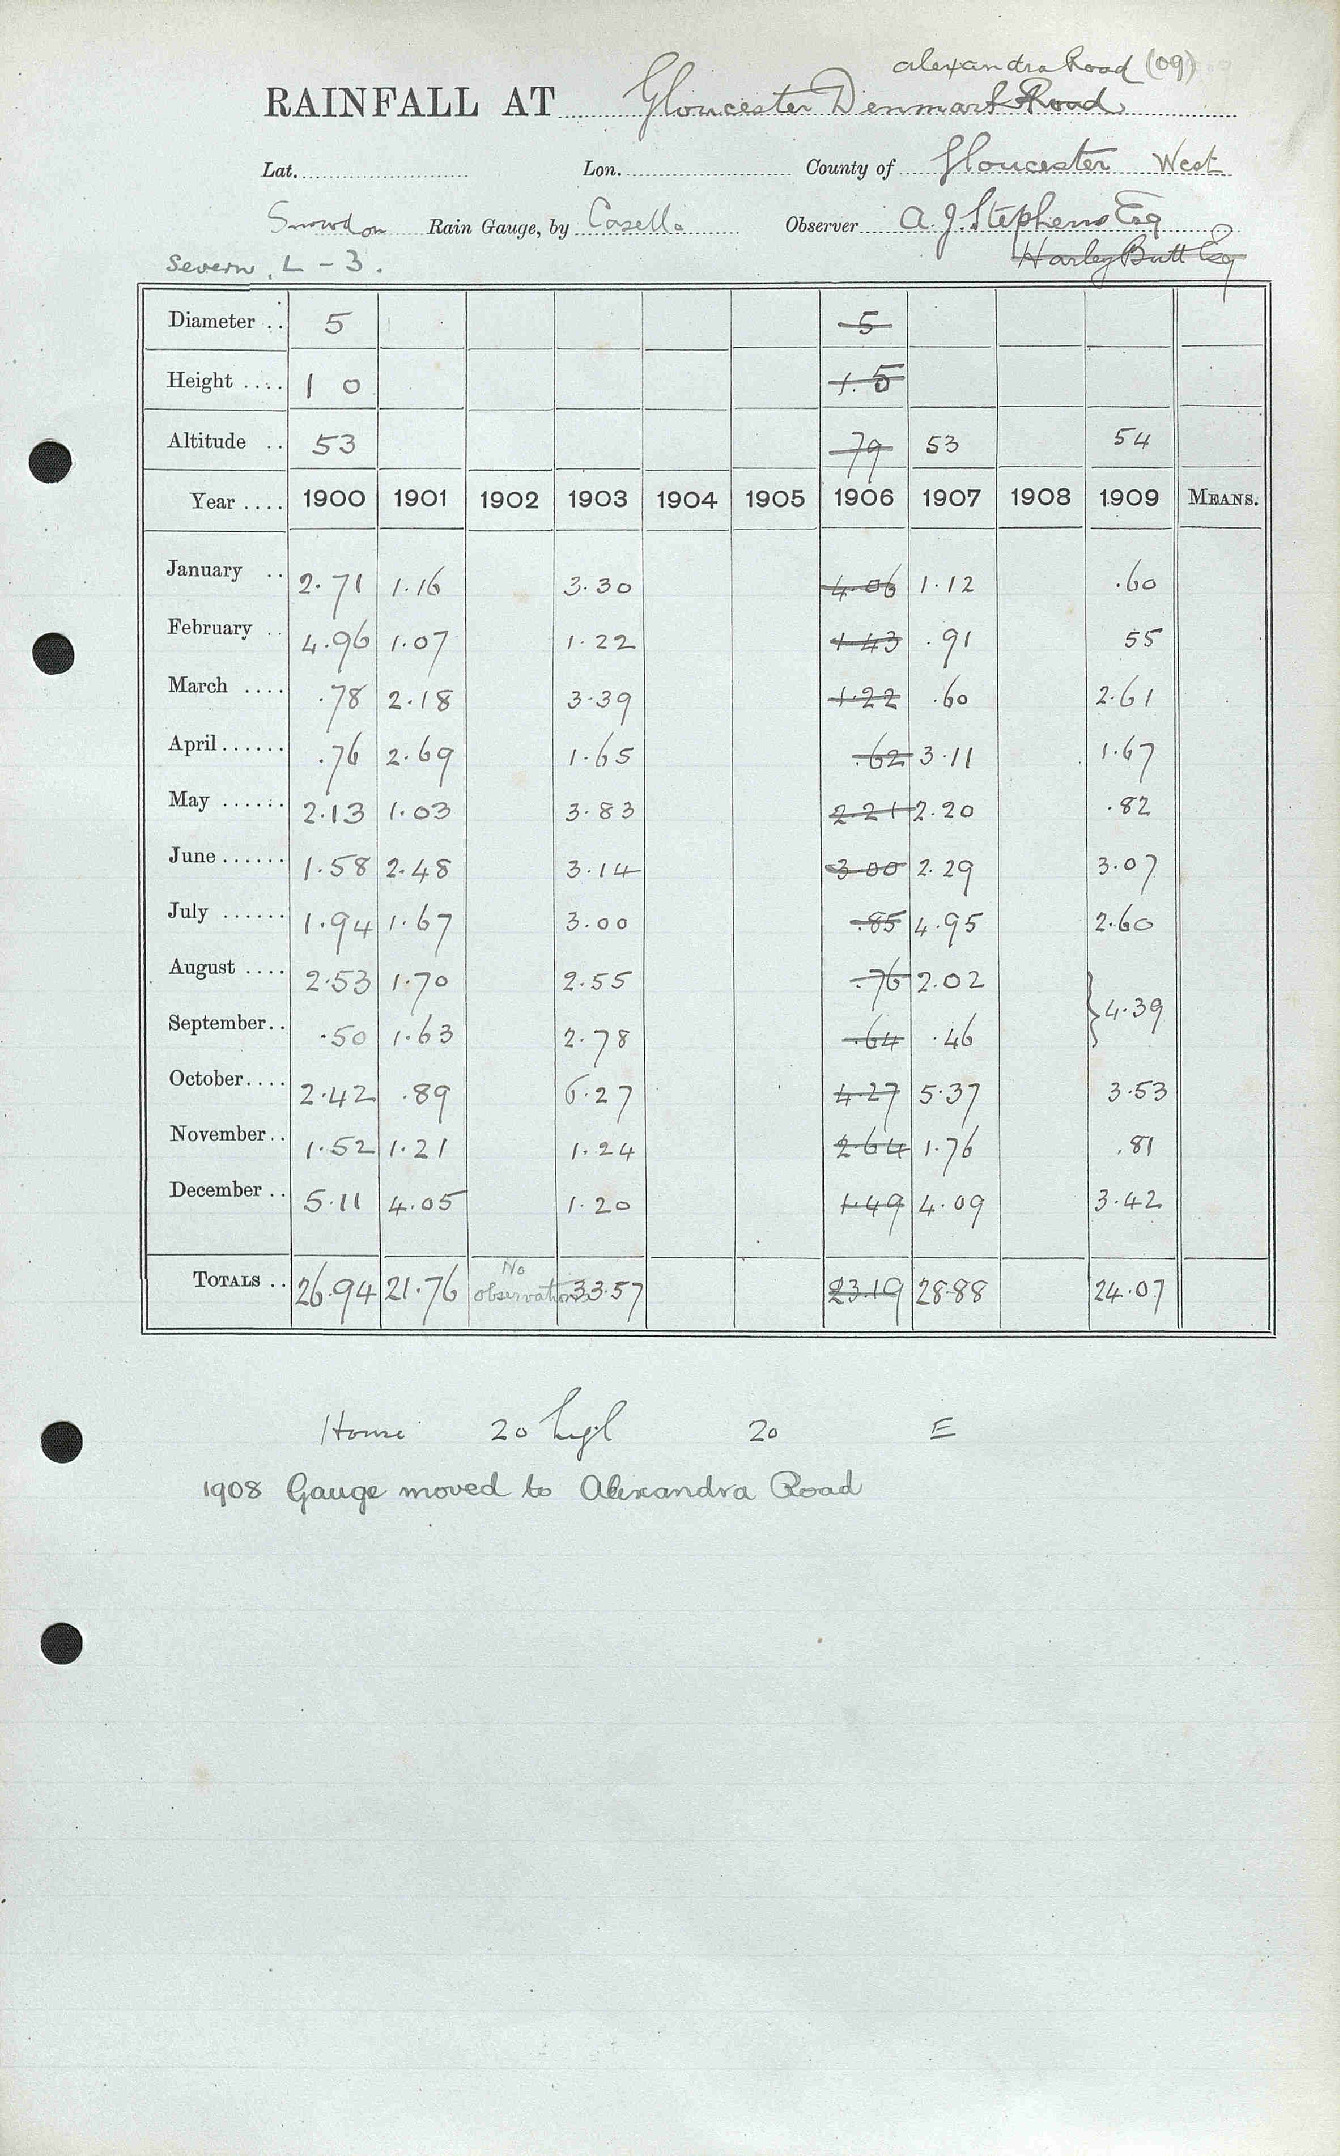 Alexandra Road (09)
RAINFALL AT Gloucester Denmark Road
Lat. Lon. County of Gloucester West
Snowdon Rain Gauge, by Casella Observer A. J. Stephens Esq
Severn. L - 3. Harley Butt Esq
Diameter .. 5 5
Height .... 1 0 1. 5
Altitude .. 53 79 53 54
Year .... 1900 1901 1902 1903 1904 1905 1906 1907 1908 1909 MEANS.
January .. 2.71 1.16 3.30 4.06 1.12 .60
February .. 4.96 1.07 1.22 1.43 .91 55
March .... .78 2.18 3.39 1.22 .60 2.61
April...... .76 2.69 1.65 .62 3.11 1.67
May ...... 2.13 1.03 3.83 2.21 2.20 .82
June ...... 1.58 2.48 3.14 3.00 2.29 3.07
July ...... 1.94 1.67 3.00 .85 4.95 2.60
August .... 2.53 1.70 2.55 .76 2.02
September.. .50 1.63 2.78 .64 .46 } 4.39
October.... 2.42 .89 6.27 4.27 5.37 3.53
November.. 1.52 1.21 1.24 2.64 1.76 .81
December .. 5.11 4.05 1.20 1.49 4.09 3.42
TOTALS .. 26.94 21.76 No observations 33.57 23.19 28.88 24.07
House 20 high 20 E
1908 Gauge moved to Alexandra Road